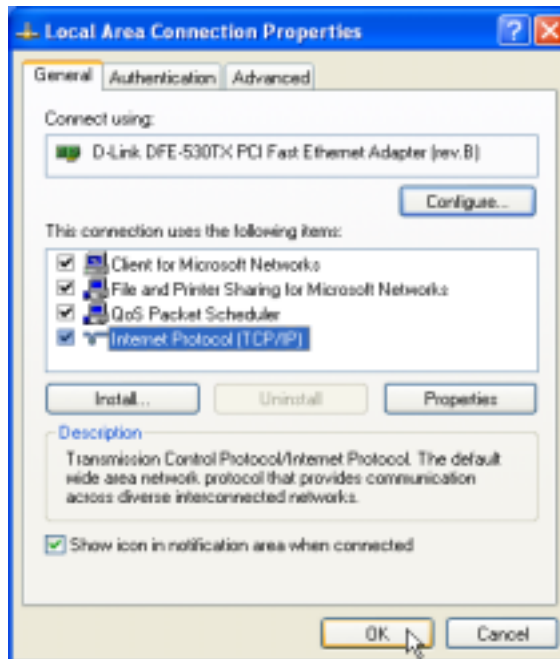 Local Area Connection Properties
General Authentication Advanced
Connect using:
D-Link DFE-530TX PCI Fast Ethernet Adapter (rev.B)
Configure...
This connection uses the following items:
Client for Microsoft Networks
File and Printer Sharing for Microsoft Networks
QoS Packet Scheduler
Internet Protocol (TCP/IP)
Install... Uninstall Properties
Description
Transmission Control Protocol/Internet Protocol. The default
wide area network protocol that provides communication
across diverse interconnected networks.
Show icon in notification area when connected
OK Cancel